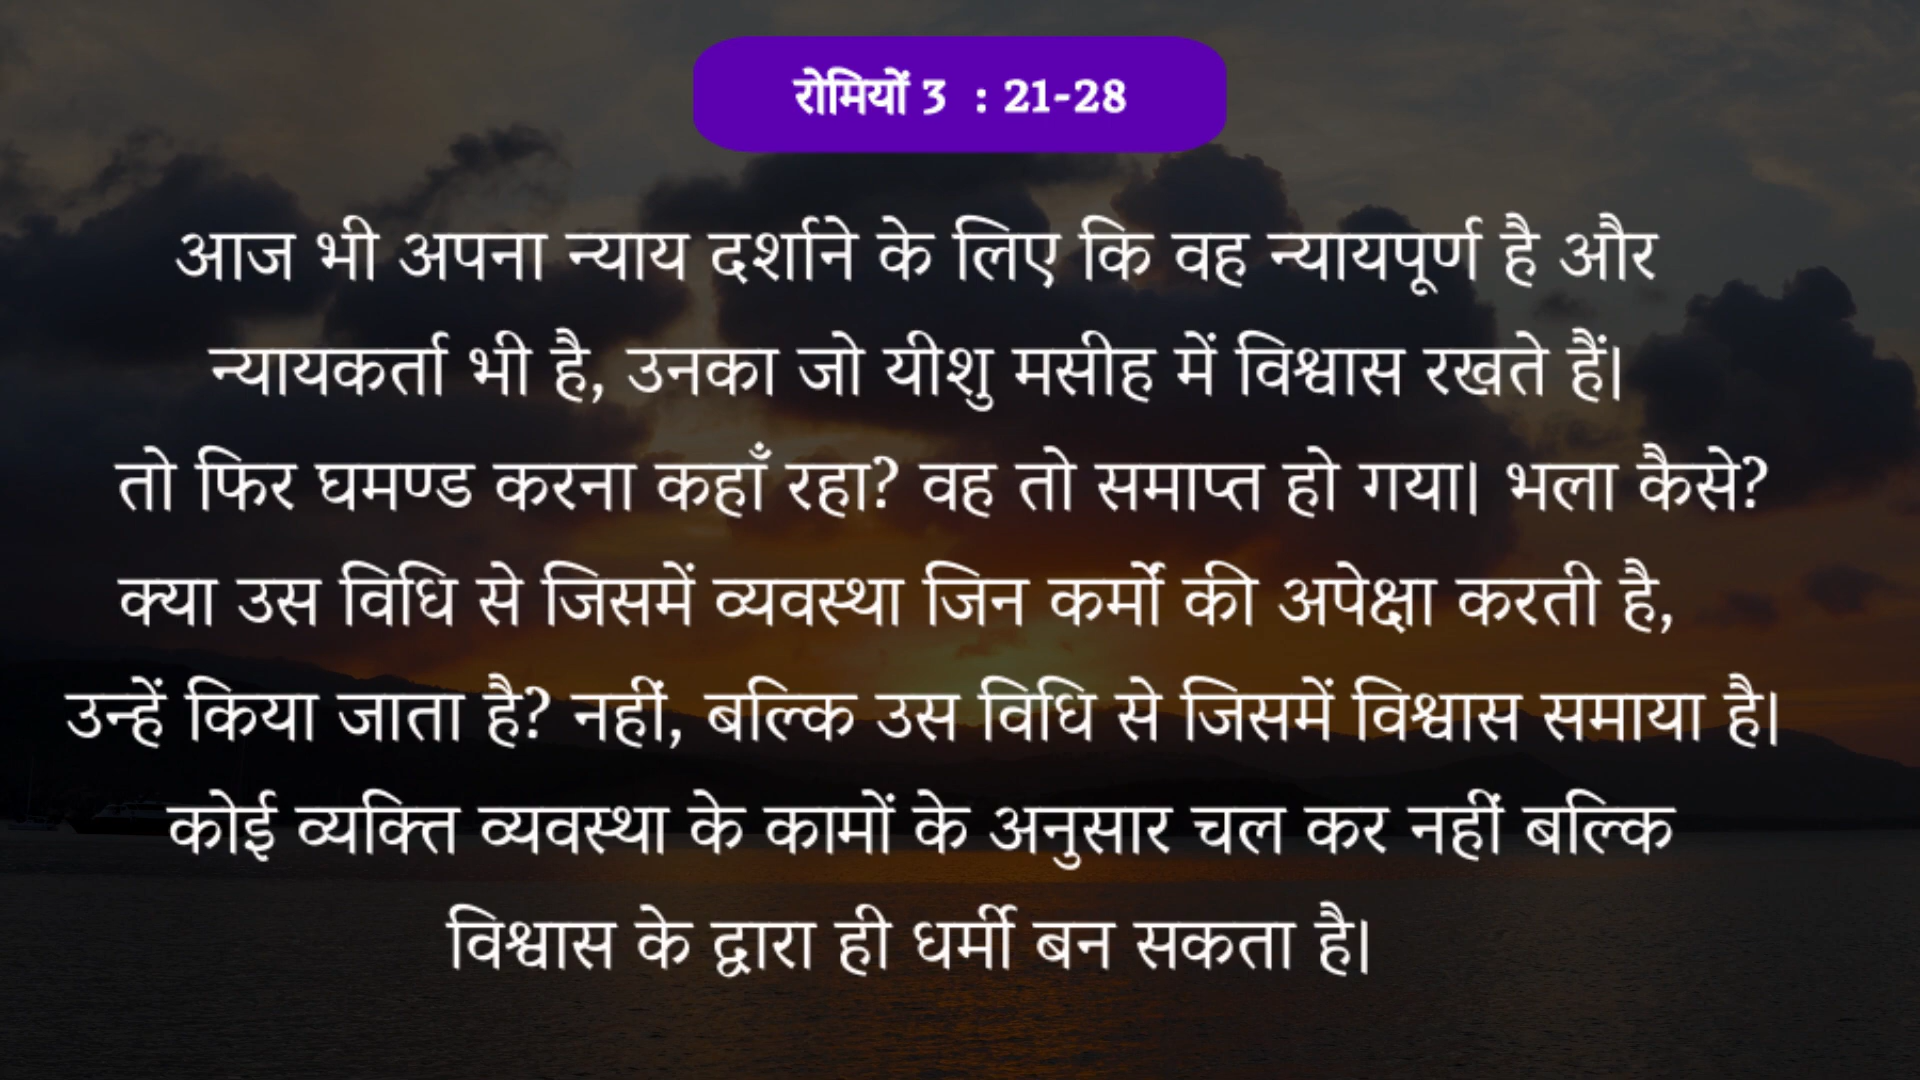 रोमियों 3 : 21-28
आज भी अपना न्याय दर्शाने के लिए कि वह न्यायपूर्ण है और
न्यायकर्ता भी है, उनका जो यीशु मसीह में विश्वास रखते हैं।
तो फिर घमण्ड करना कहाँ रहा? वह तो समाप्त हो गया। भला कैसे?
क्या उस विधि से जिसमें व्यवस्था जिन कर्मों की अपेक्षा करती है,
उन्हें किया जाता है? नहीं, बल्कि उस विधि से जिसमें विश्वास समाया है।
कोई व्यक्ति व्यवस्था के कामों के अनुसार चल कर नहीं बल्कि
विश्वास के द्वारा ही धर्मी बन सकता है।